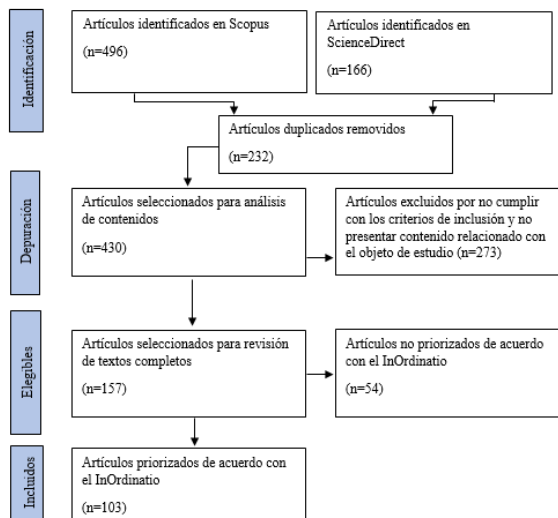 Identificación
Artículos identificados en Scopus
(n=496)
Artículos identificados en
ScienceDirect
(n=166)
Artículos duplicados removidos
(n=232)
Depuración
Artículos seleccionados para análisis
de contenidos
(n=430)
Artículos excluidos por no cumplir
con los criterios de inclusión y no
presentar contenido relacionado con
el objeto de estudio (n=273)
Elegibles
Artículos seleccionados para revisión
de textos completos
(n=157)
Artículos no priorizados de acuerdo
con el InOrdinatio
(n=54)
Incluidos
Artículos priorizados de acuerdo con
el InOrdinatio
(n=103)